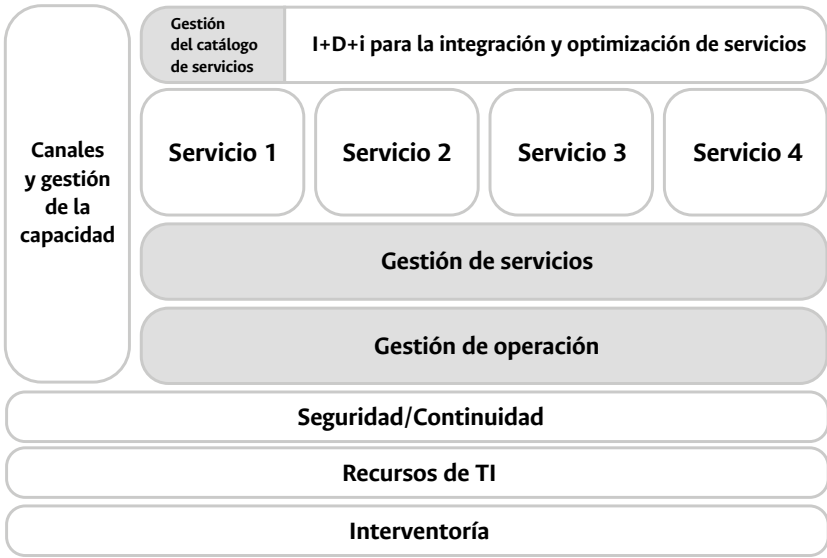 Gestión
del catálogo
de servicios
I+D+i para la integración y optimización de servicios
Canales
y gestión
de la
capacidad
Servicio 1
Servicio 2
Servicio 3
Servicio 4
Gestión de servicios
Gestión de operación
Seguridad/Continuidad
Recursos de TI
Interventoría